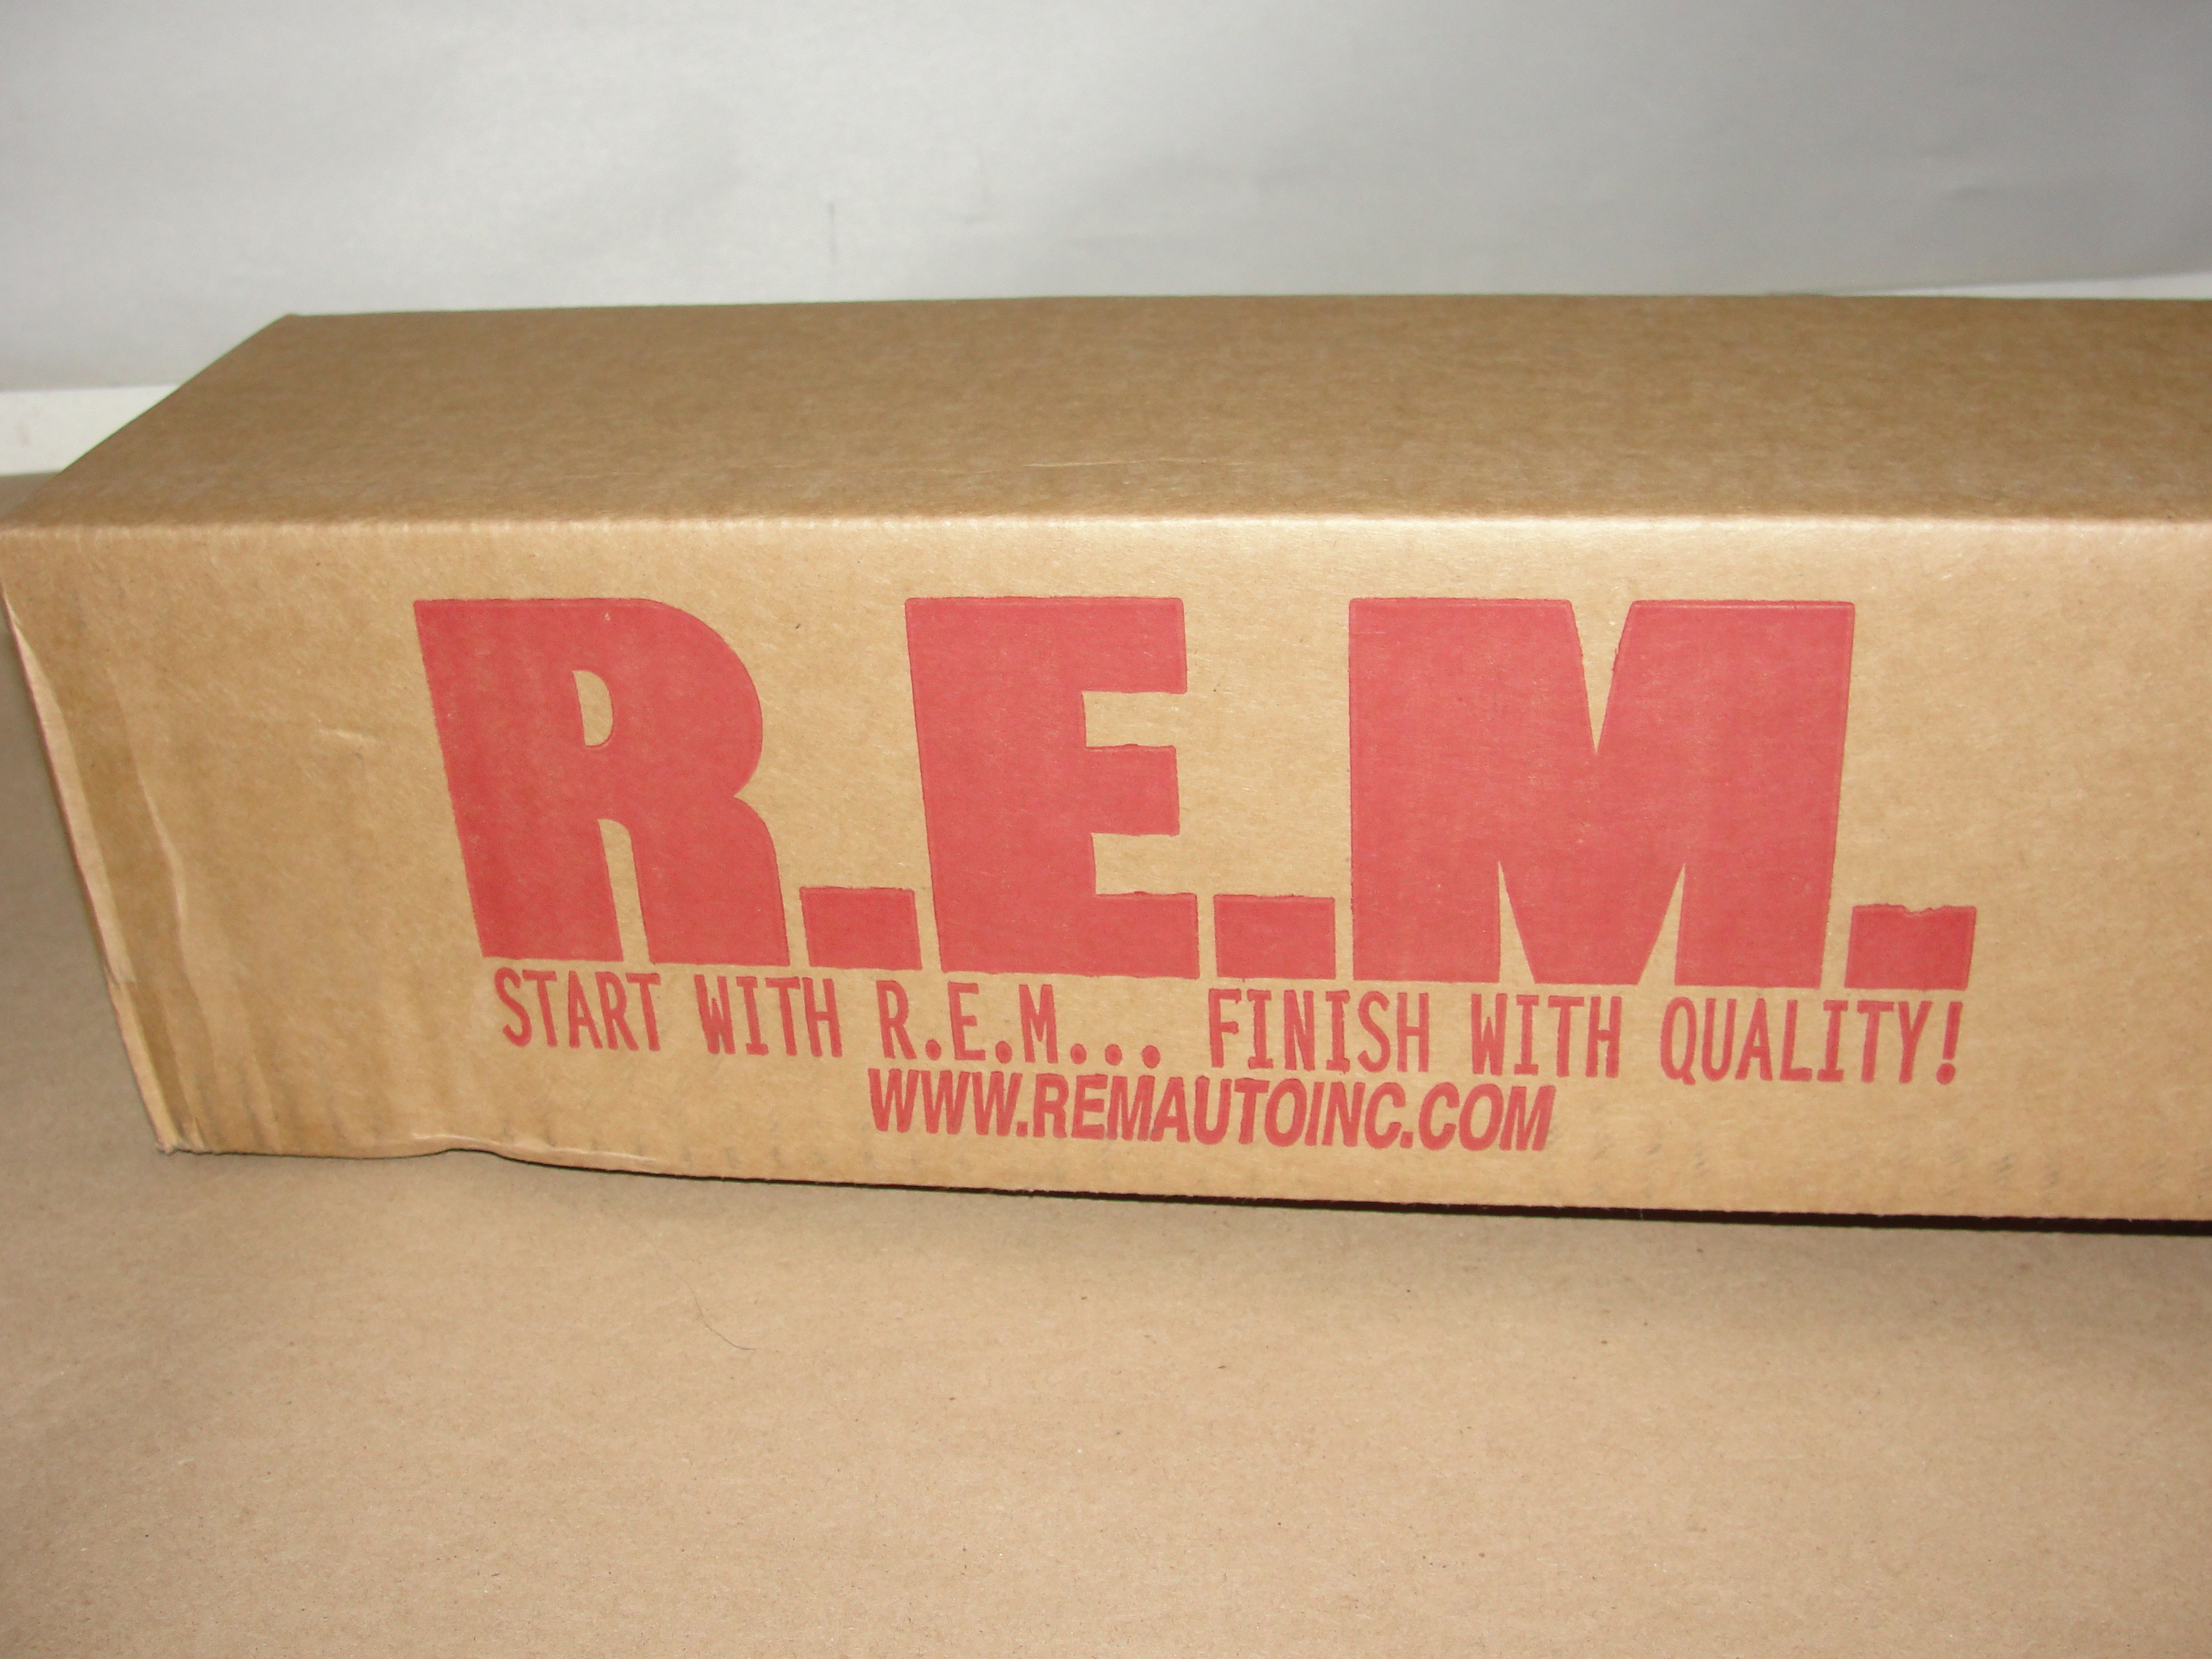 R.E.M.
START WITH R.E.M... FINISH WITH QUALITY!
WWW.REMAUTOINC.COM